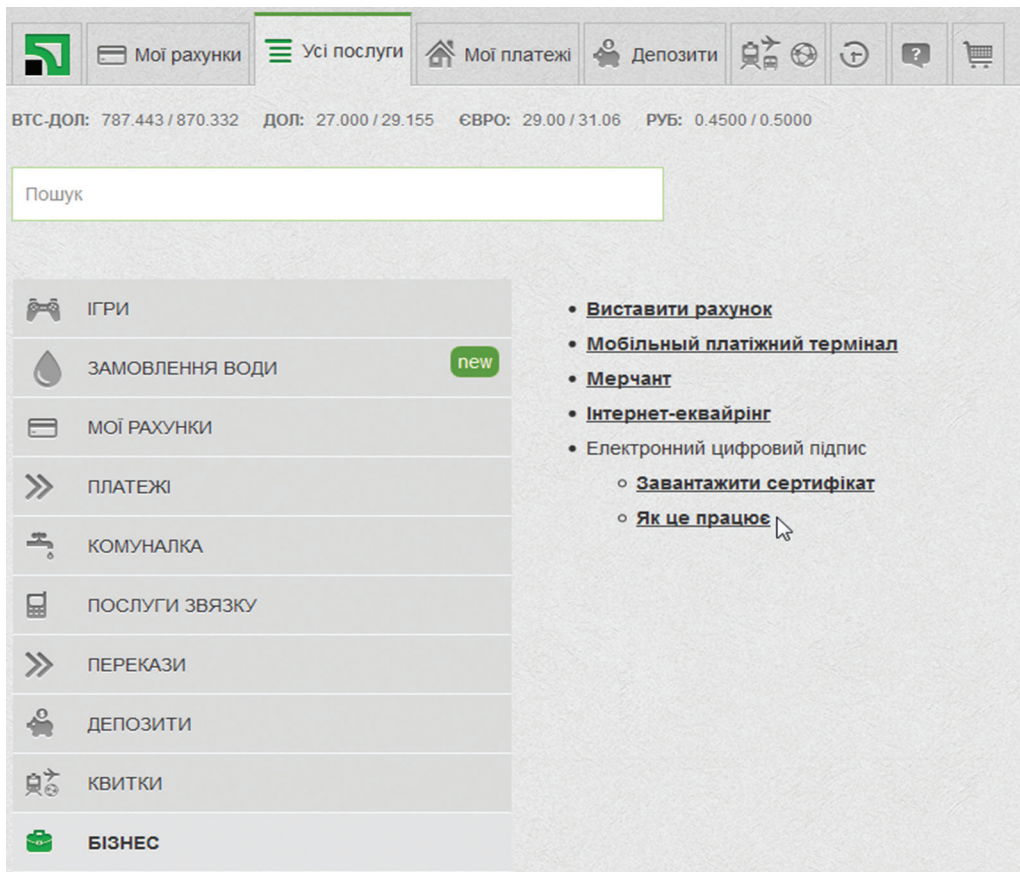 Мої рахунки Усі послуги Мої платежі Депозити
BTC-ДОЛ: 787.443 / 870.332 ДОЛ: 27.000 / 29.155 ЄВРО: 29.00 / 31.06 РУБ: 0.4500 / 0.5000
Пошук
ІГРИ
ЗАМОВЛЕННЯ ВОДИ new
МОЇ РАХУНКИ
ПЛАТЕЖІ
КОМУНАЛКА
ПОСЛУГИ ЗВЯЗКУ
ПЕРЕКАЗИ
ДЕПОЗИТИ
КВИТКИ
БІЗНЕС
Виставити рахунок
Мобільный платіжний термінал
Мерчант
Інтернет-еквайрінг
Електронний цифровий підпис
Завантажити сертифікат
Як це працює